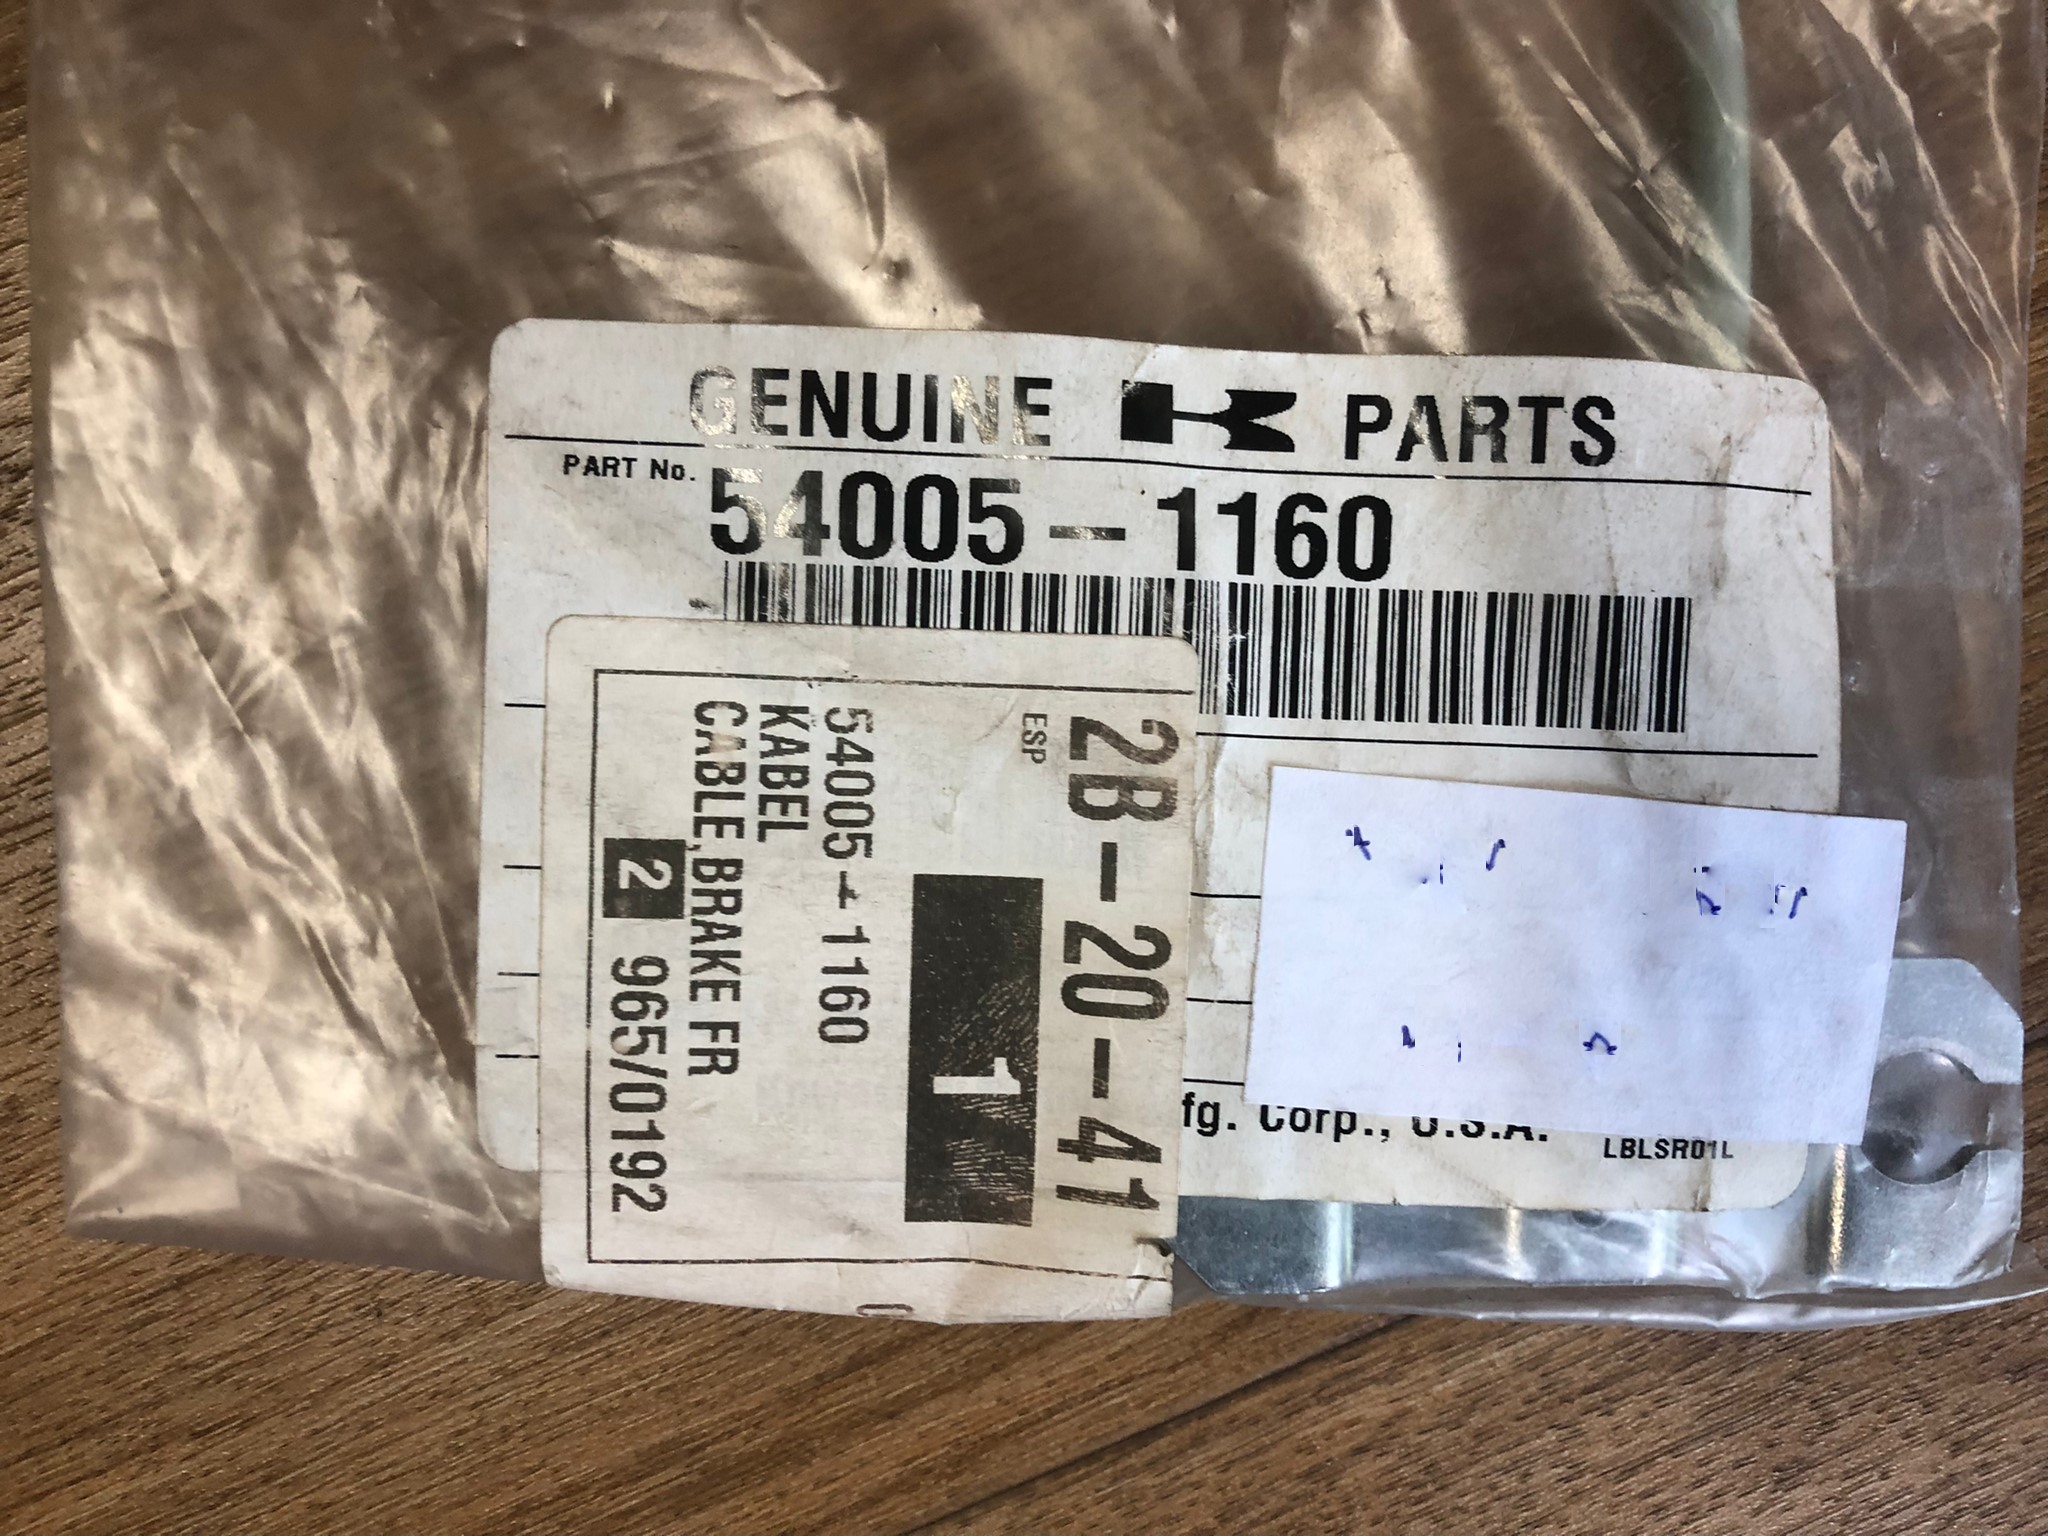 GENUINE PARTS
PART No. 54005-1160
2B-20-41
ESP
1
54005-1160
KABEL
CABLE,BRAKE FR
2 965/0192
fg. Corp., U.S.A.
LBLSR01L